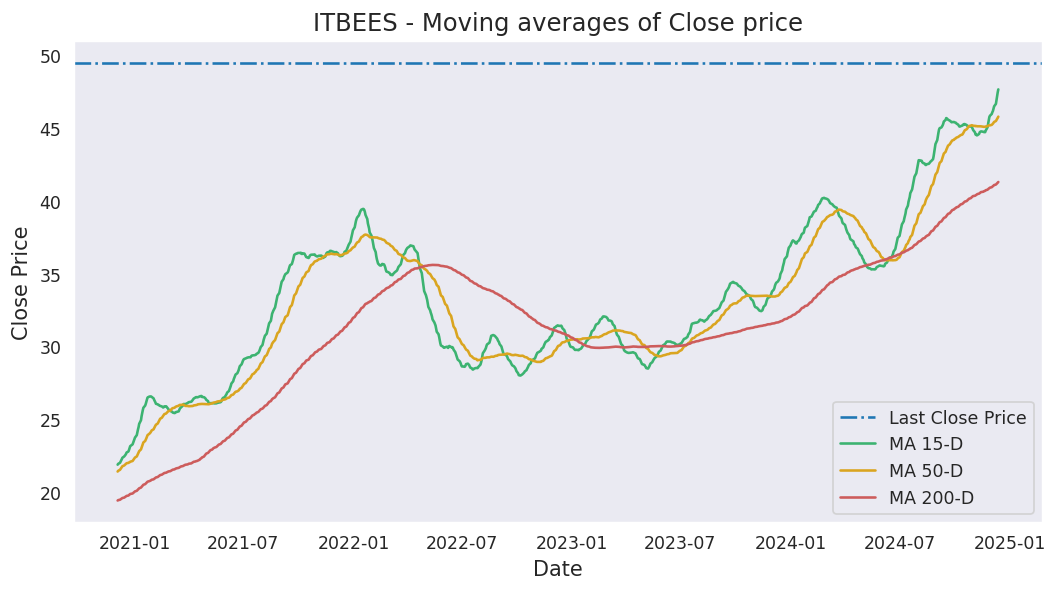 ITBEES - Moving averages of Close price
50
45
40
35
30
25
20
Close Price
2021-01
2021-07
2022-01
2022-07
2023-01
2023-07
2024-01
2024-07
2025-01
Date
Last Close Price
MA 15-D
MA 50-D
MA 200-D